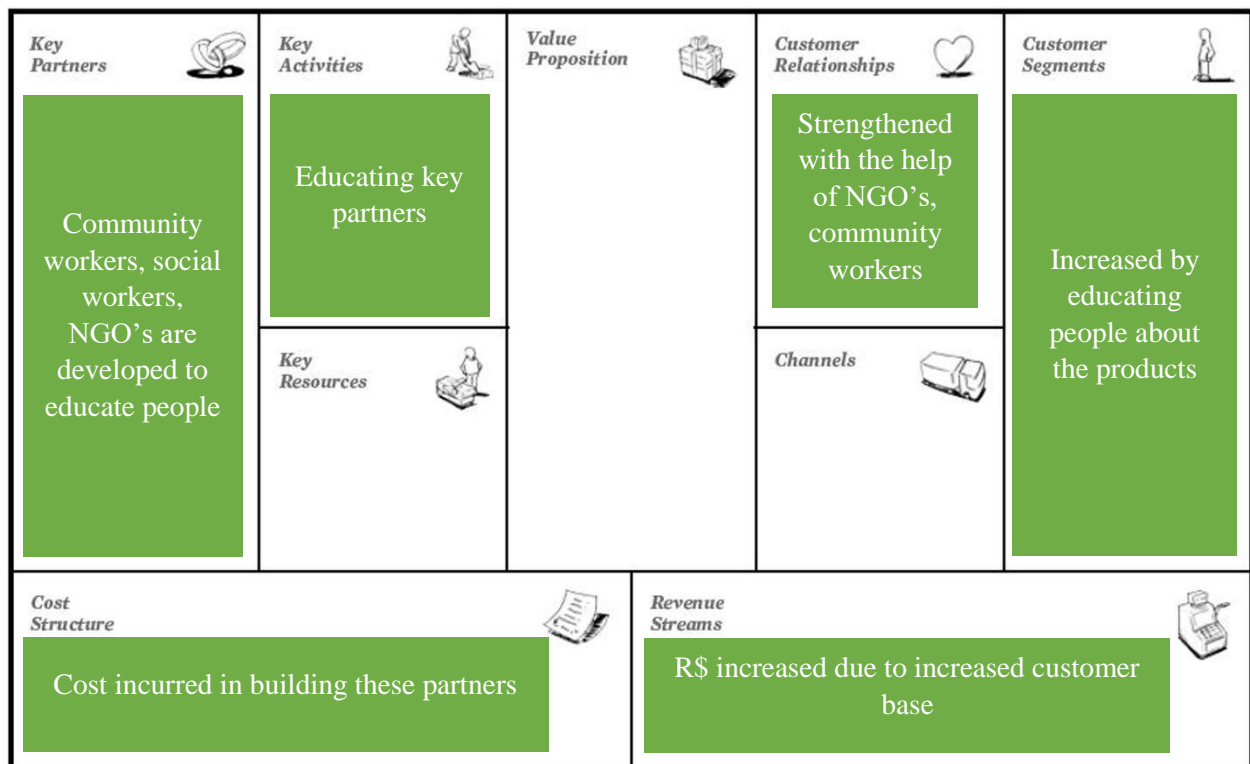 Key
Partners
Community
workers, social
workers,
NGO’s are
developed to
educate people
Key
Activities
Educating key
partners
Key
Resources
Value
Proposition
Customer
Relationships
Strengthened
with the help
of NGO’s,
community
workers
Channels
Customer
Segments
Increased by
educating
people about
the products
Cost
Structure
Cost incurred in building these partners
Revenue
Streams
R$ increased due to increased customer
base